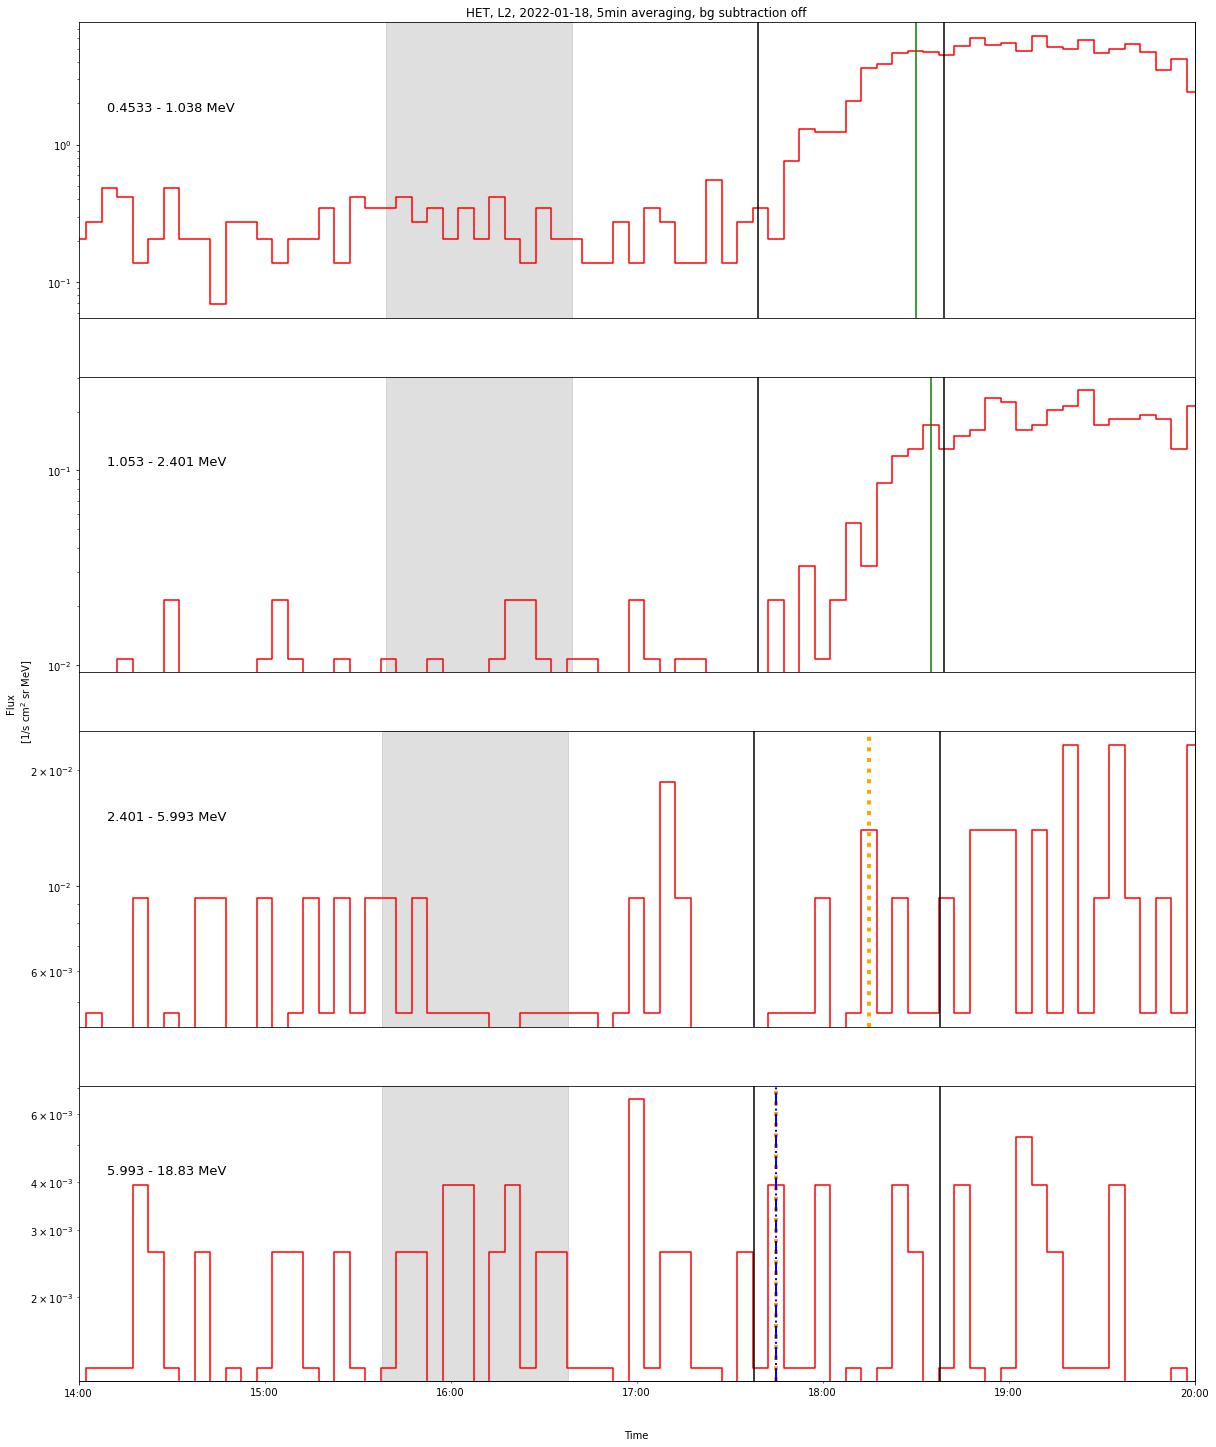 HET, L2, 2022-01-18, 5min averaging, bg subtraction off
0.4533 - 1.038 MeV
10⁰
10⁻¹
1.053 - 2.401 MeV
10⁻¹
10⁻²
Flux
[1/s cm² sr MeV]
2 × 10⁻²
2.401 - 5.993 MeV
10⁻²
6 × 10⁻³
6 × 10⁻³
5.993 - 18.83 MeV
4 × 10⁻³
3 × 10⁻³
2 × 10⁻³
14:00 15:00 16:00 17:00 18:00 19:00 20:00
Time